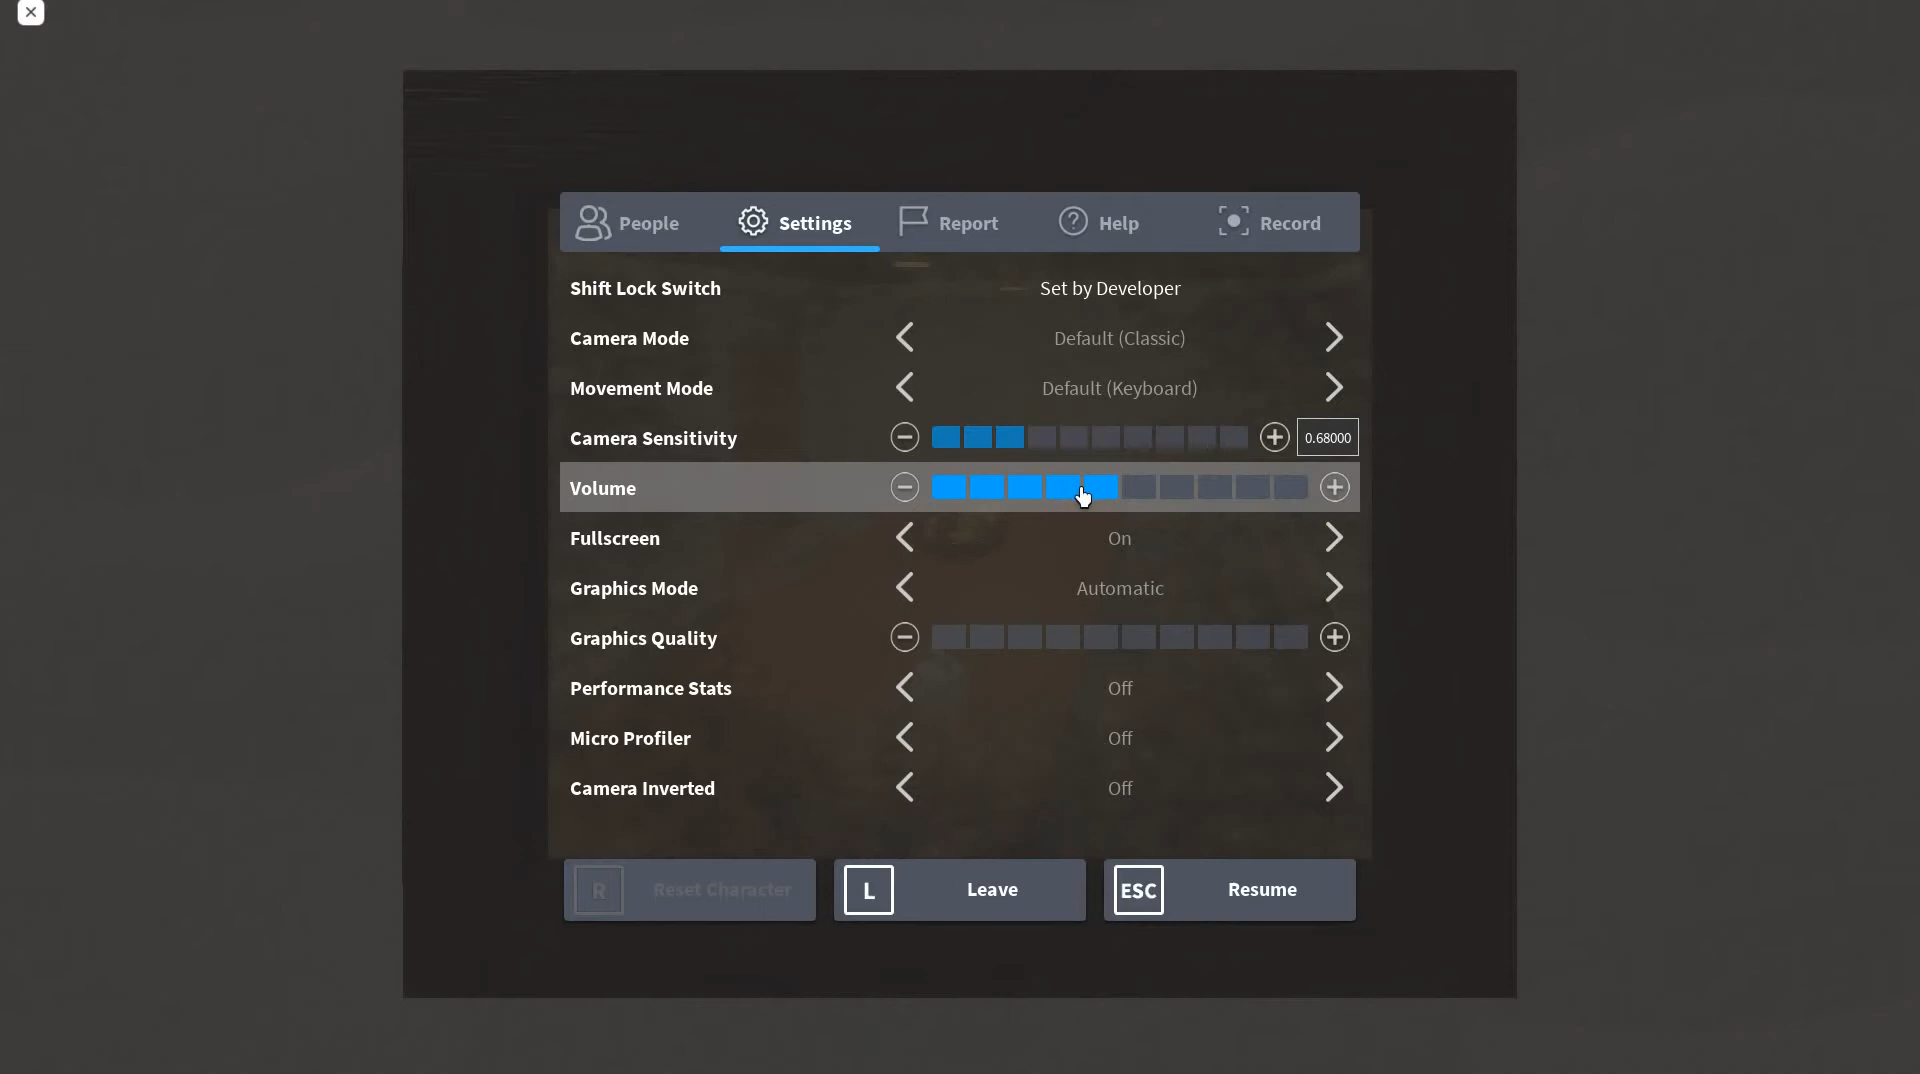 People Settings Report Help Record
Shift Lock Switch Set by Developer
Camera Mode Default (Classic)
Movement Mode Default (Keyboard)
Camera Sensitivity 0.68000
Volume
Fullscreen On
Graphics Mode Automatic
Graphics Quality
Performance Stats Off
Micro Profiler Off
Camera Inverted Off
R Reset Character L Leave ESC Resume